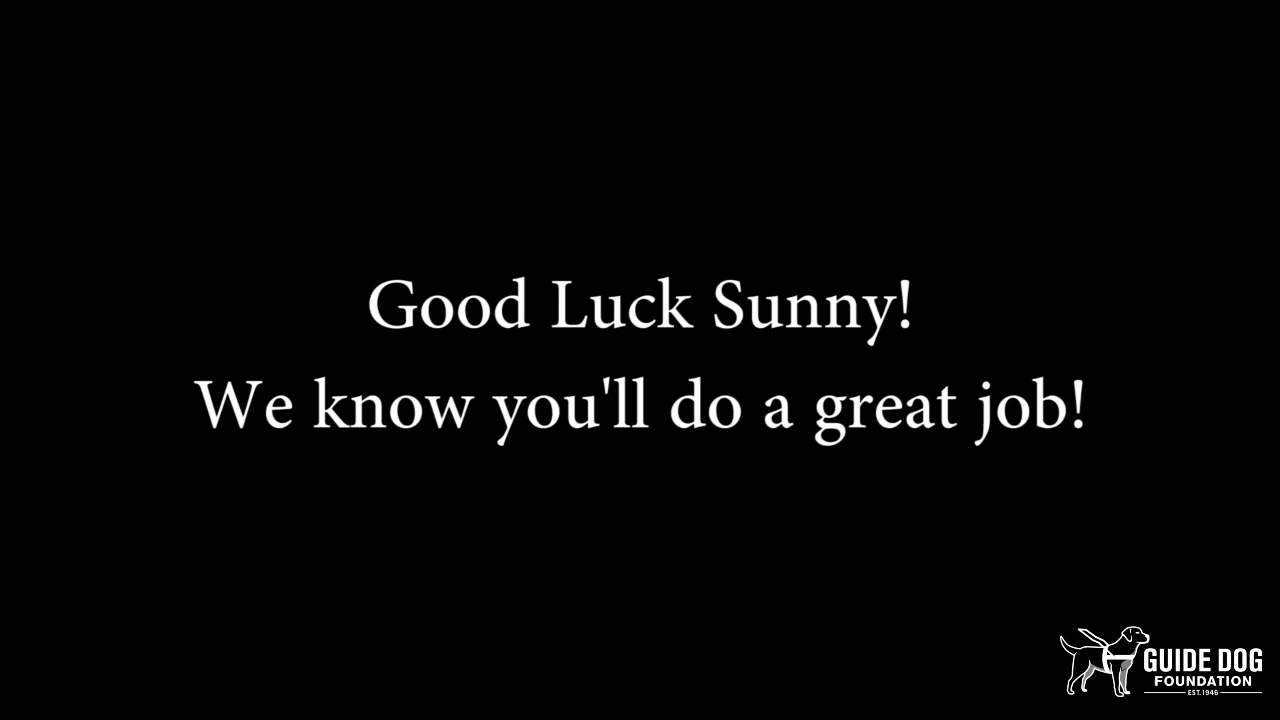 Good Luck Sunny!
We know you'll do a great job!
GUIDE DOG
FOUNDATION
EST. 1946